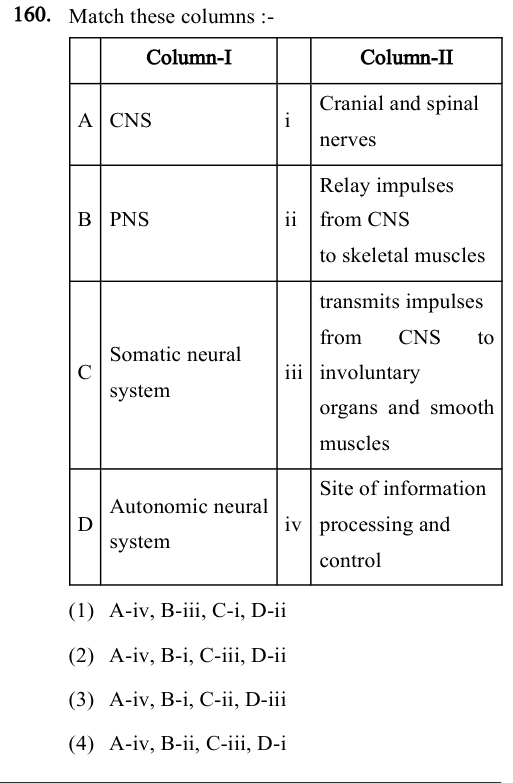 160. Match these columns :-
Column-I Column-II
A CNS i Cranial and spinal
nerves
B PNS ii Relay impulses
from CNS
to skeletal muscles
C Somatic neural
system iii transmits impulses
from CNS to
involuntary
organs and smooth
muscles
D Autonomic neural
system iv Site of information
processing and
control
(1) A-iv, B-iii, C-i, D-ii
(2) A-iv, B-i, C-iii, D-ii
(3) A-iv, B-i, C-ii, D-iii
(4) A-iv, B-ii, C-iii, D-i